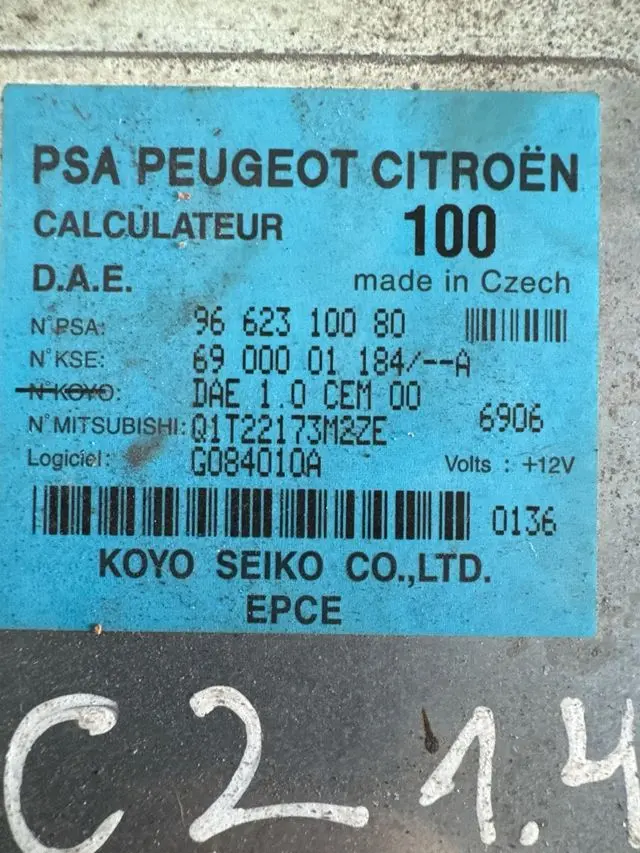 PSA PEUGEOT CITROËN
CALCULATEUR 100
D.A.E. made in Czech
N°PSA: 96 623 100 80
N°KSE: 69 000 01 184/--A
N°KOYO: DAE 1.0 CEM 00
N°MITSUBISHI: Q1T22173M2ZE 6906
Logiciel: G084010A Volts : +12V
0136
KOYO SEIKO CO.,LTD.
EPCE
C2 1.4